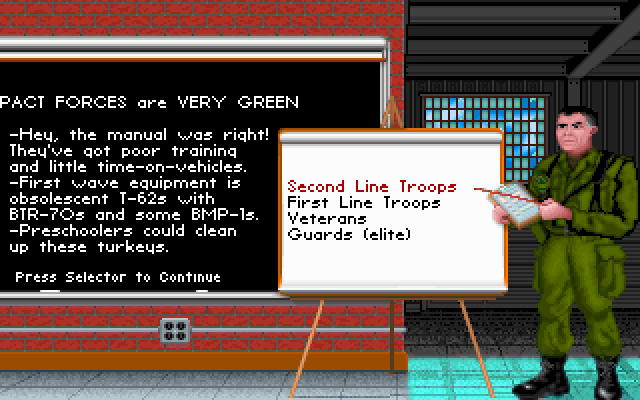 PACT FORCES are VERY GREEN
-Hey, the manual was right!
They've got poor training
and little time-on-vehicles.
-First wave equipment is
obsolescent T-62s with
BTR-70s and some BMP-1s.
-Preschoolers could clean
up these turkeys.
Press Selector to Continue
Second Line Troops
First Line Troops
Veterans
Guards (elite)